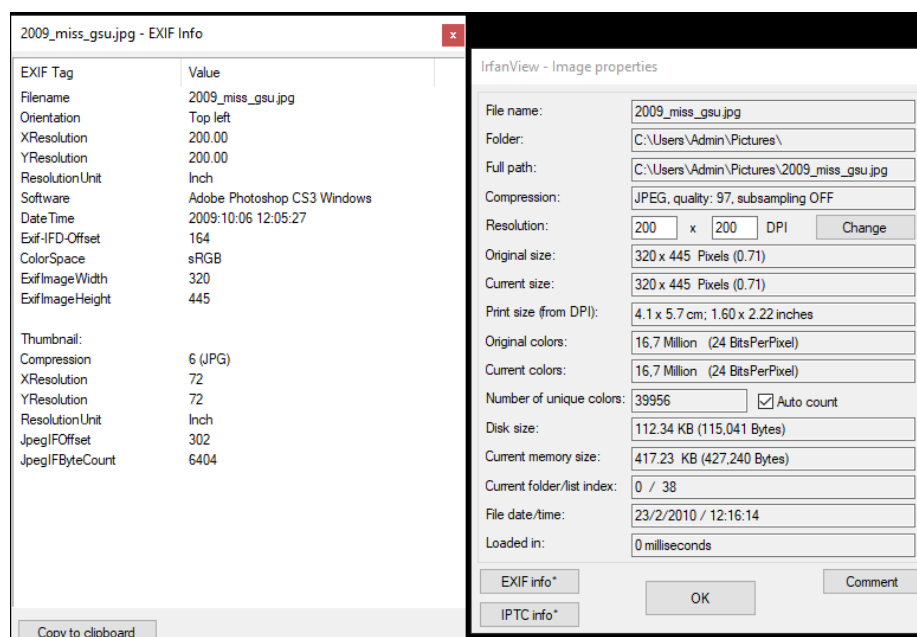 2009_miss_gsu.jpg - EXIF Info
x
EXIF Tag Value
Filename 2009_miss_gsu.jpg
Orientation Top left
XResolution 200.00
YResolution 200.00
ResolutionUnit Inch
Software Adobe Photoshop CS3 Windows
DateTime 2009:10:06 12:05:27
Exif-IFD-Offset 164
ColorSpace sRGB
ExifImageWidth 320
ExifImageHeight 445
Thumbnail:
Compression 6 (JPG)
XResolution 72
YResolution 72
ResolutionUnit Inch
JpegIFOffset 302
JpegIFByteCount 6404
Copy to clipboard
IrfanView - Image properties
File name: 2009_miss_gsu.jpg
Folder: C:\Users\Admin\Pictures\
Full path: C:\Users\Admin\Pictures\2009_miss_gsu.jpg
Compression: JPEG, quality: 97, subsampling OFF
Resolution: 200 x 200 DPI Change
Original size: 320 x 445 Pixels (0.71)
Current size: 320 x 445 Pixels (0.71)
Print size (from DPI): 4.1 x 5.7 cm; 1.60 x 2.22 inches
Original colors: 16,7 Million (24 BitsPerPixel)
Current colors: 16,7 Million (24 BitsPerPixel)
Number of unique colors: 39956 Auto count
Disk size: 112.34 KB (115,041 Bytes)
Current memory size: 417.23 KB (427,240 Bytes)
Current folder/list index: 0 / 38
File date/time: 23/2/2010 / 12:16:14
Loaded in: 0 milliseconds
EXIF info* OK Comment
IPTC info*